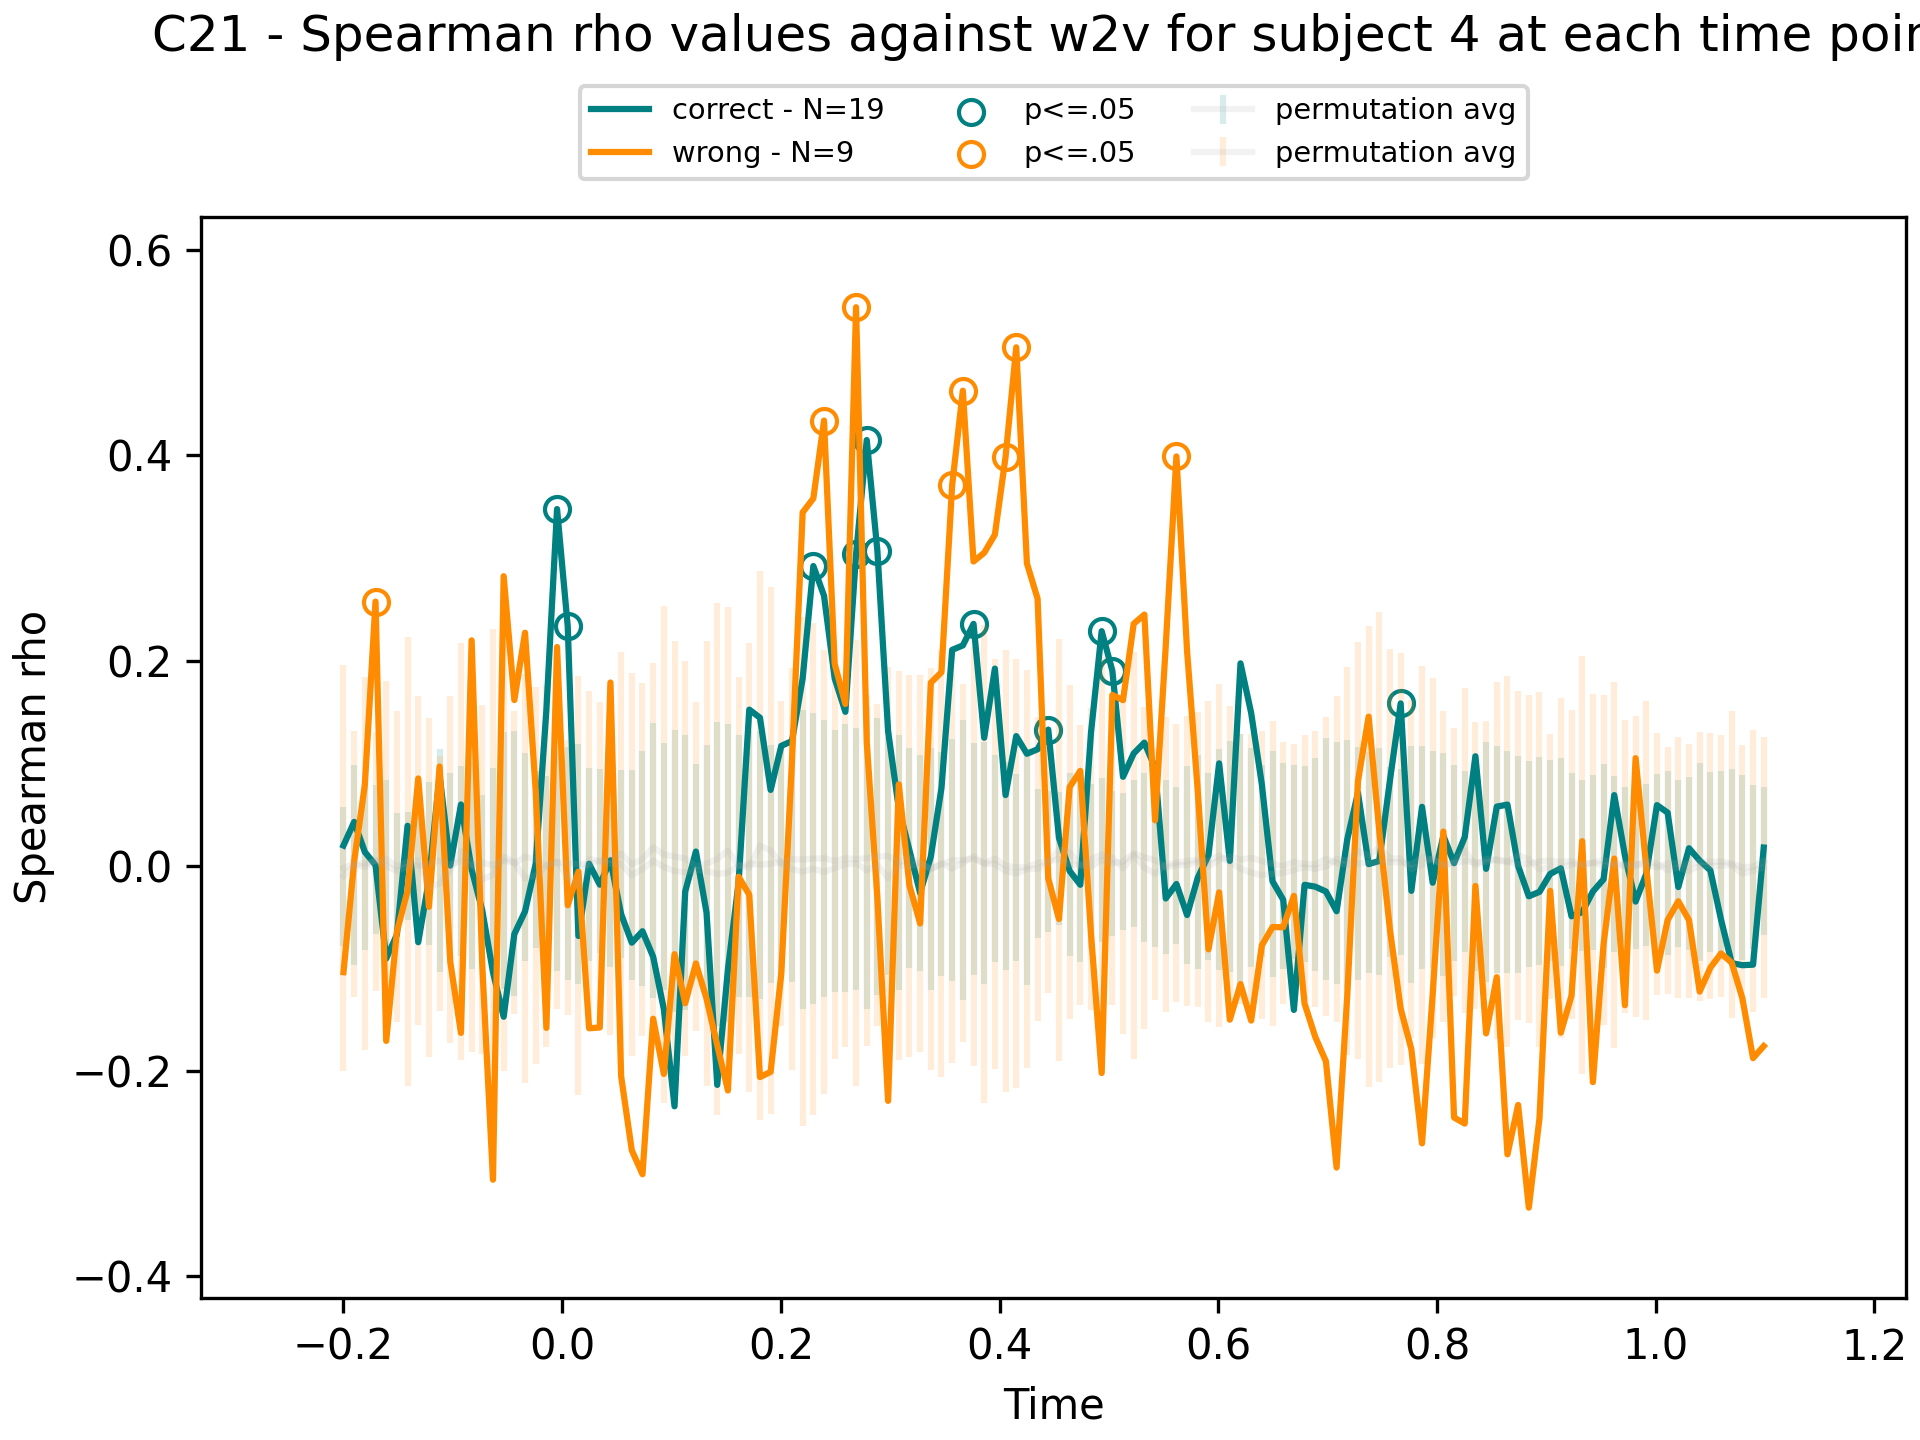 C21 - Spearman rho values against w2v for subject 4 at each time poin
correct - N=19
wrong - N=9
p<=.05
p<=.05
permutation avg
permutation avg
Spearman rho
0.6
0.4
0.2
0.0
−0.2
−0.4
−0.2 0.0 0.2 0.4 0.6 0.8 1.0 1.2
Time